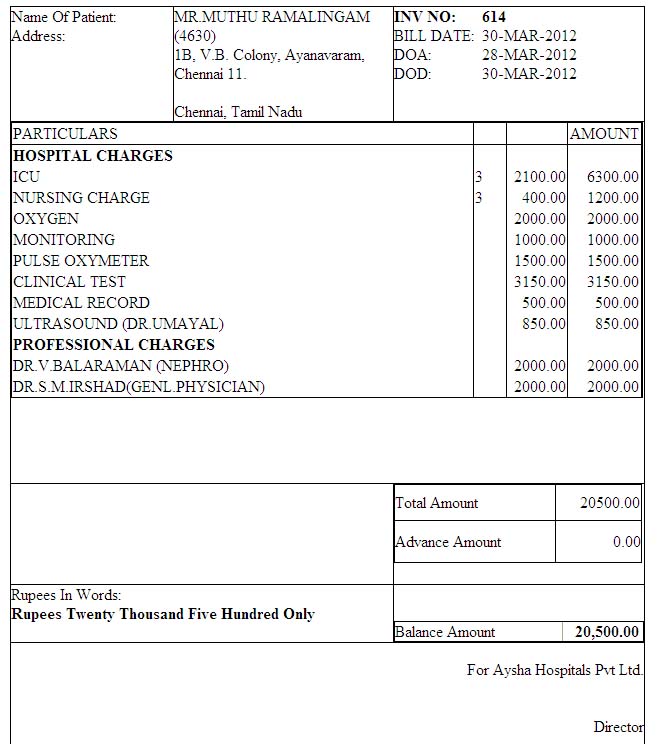 Name Of Patient: MR.MUTHU RAMALINGAM INV NO: 614
Address: (4630) BILL DATE: 30-MAR-2012
1B, V.B. Colony, Ayanavaram, DOA: 28-MAR-2012
Chennai 11. DOD: 30-MAR-2012
Chennai, Tamil Nadu
PARTICULARS AMOUNT
HOSPITAL CHARGES
ICU 3 2100.00 6300.00
NURSING CHARGE 3 400.00 1200.00
OXYGEN 2000.00 2000.00
MONITORING 1000.00 1000.00
PULSE OXYMETER 1500.00 1500.00
CLINICAL TEST 3150.00 3150.00
MEDICAL RECORD 500.00 500.00
ULTRASOUND (DR.UMAYAL) 850.00 850.00
PROFESSIONAL CHARGES
DR.V.BALARAMAN (NEPHRO) 2000.00 2000.00
DR.S.M.IRSHAD(GENL.PHYSICIAN) 2000.00 2000.00
Total Amount 20500.00
Advance Amount 0.00
Rupees In Words:
Rupees Twenty Thousand Five Hundred Only
Balance Amount 20,500.00
For Aysha Hospitals Pvt Ltd.
Director